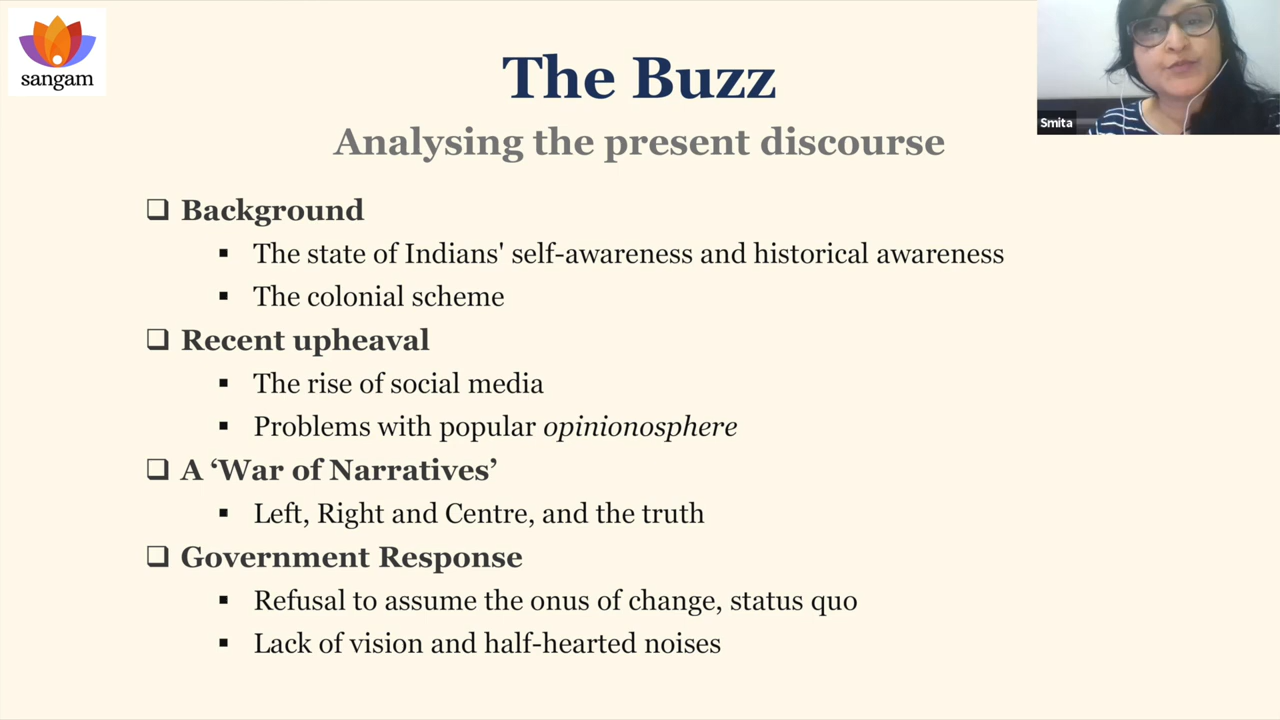 sangam
The Buzz
Analysing the present discourse
Smita
❑ Background
▪ The state of Indians' self-awareness and historical awareness
▪ The colonial scheme
❑ Recent upheaval
▪ The rise of social media
▪ Problems with popular opinionosphere
❑ A ‘War of Narratives’
▪ Left, Right and Centre, and the truth
❑ Government Response
▪ Refusal to assume the onus of change, status quo
▪ Lack of vision and half-hearted noises